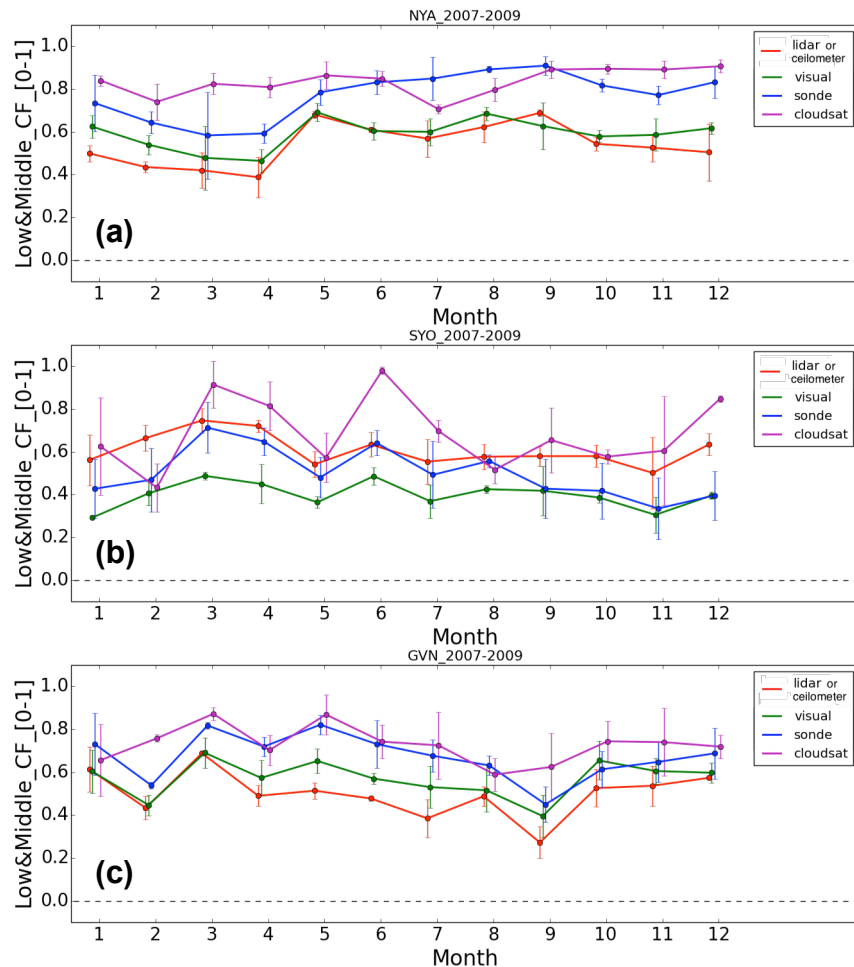 NYA_2007-2009
Low&Middle_CF_[0-1]
1.0
0.8
0.6
0.4
0.2
0.0
(a)
1 2 3 4 5 6 7 8 9 10 11 12
Month
lidar or
ceilometer
visual
sonde
cloudsat
SYO_2007-2009
Low&Middle_CF_[0-1]
1.0
0.8
0.6
0.4
0.2
0.0
(b)
1 2 3 4 5 6 7 8 9 10 11 12
Month
lidar or
ceilometer
visual
sonde
cloudsat
GVN_2007-2009
Low&Middle_CF_[0-1]
1.0
0.8
0.6
0.4
0.2
0.0
(c)
1 2 3 4 5 6 7 8 9 10 11 12
Month
lidar or
ceilometer
visual
sonde
cloudsat